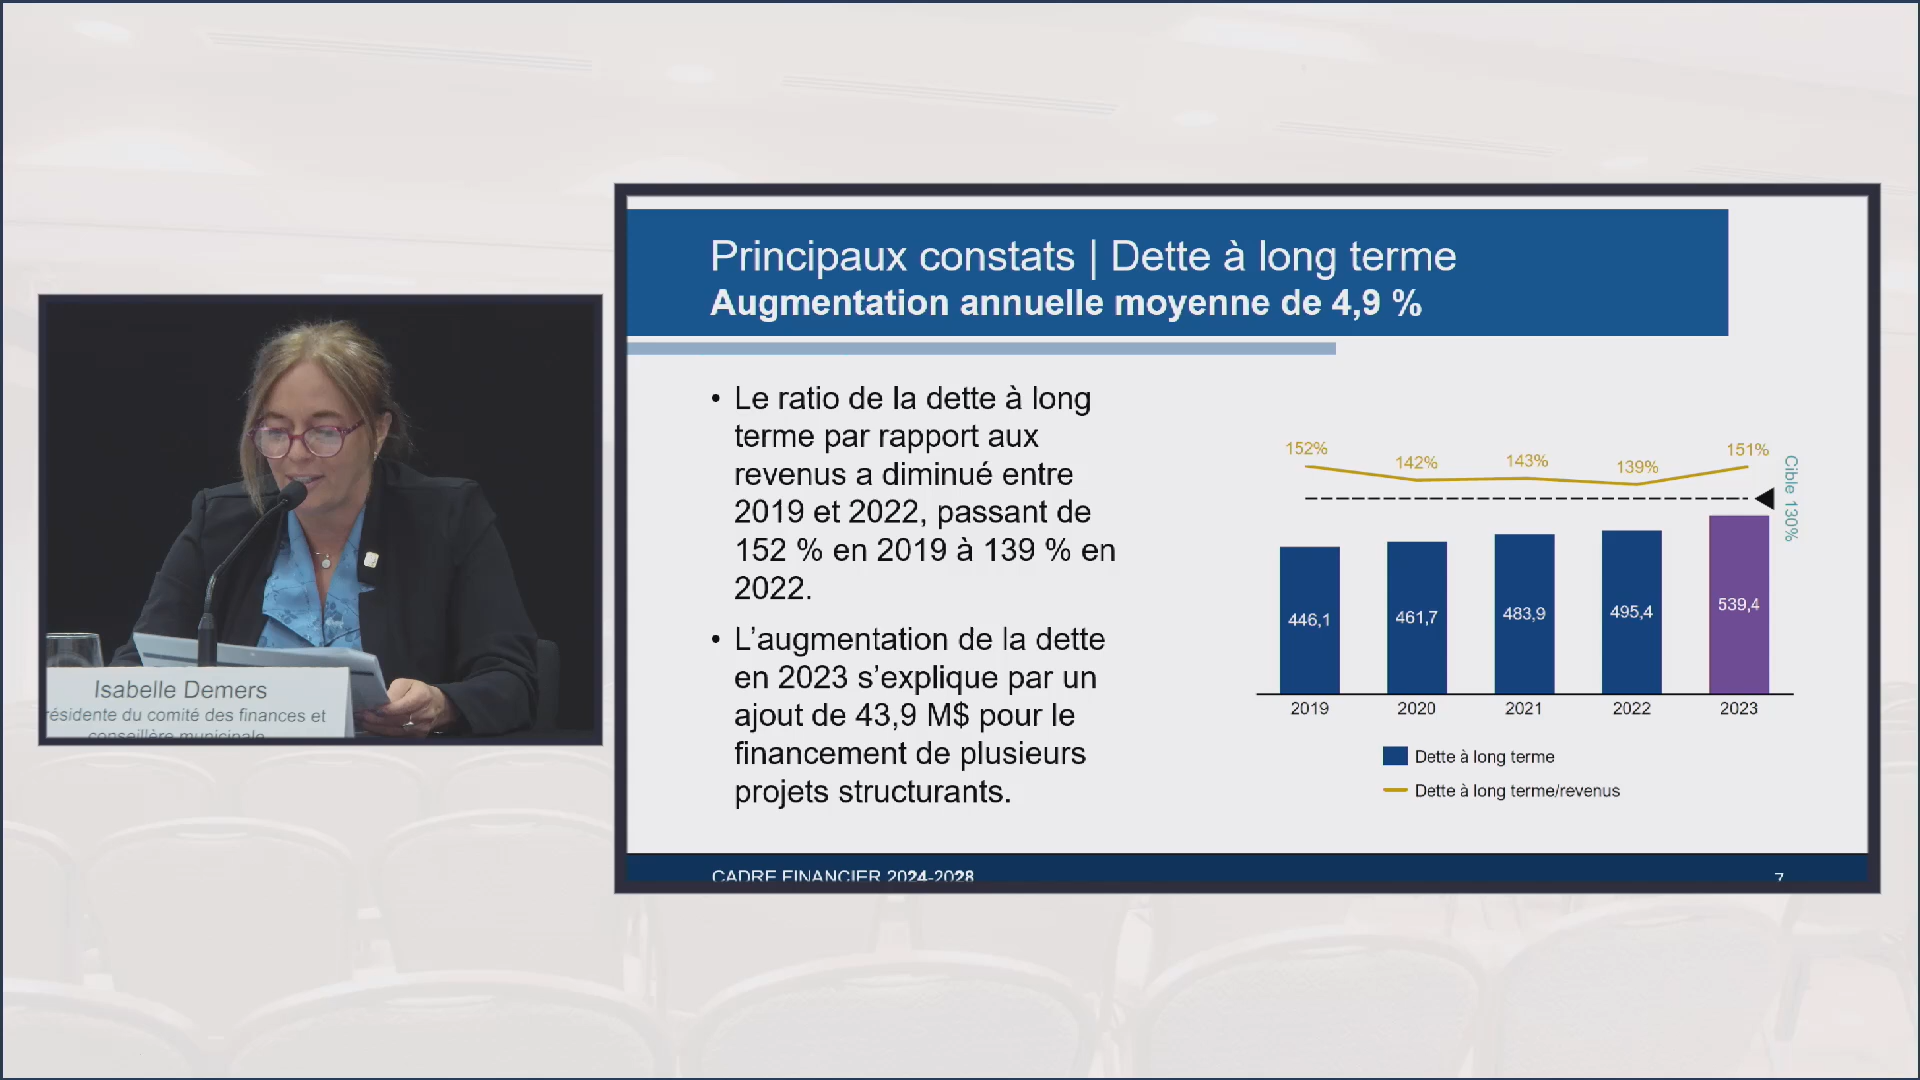 Principaux constats | Dette à long terme
Augmentation annuelle moyenne de 4,9 %
• Le ratio de la dette à long
terme par rapport aux
revenus a diminué entre
2019 et 2022, passant de
152 % en 2019 à 139 % en
2022.
• L’augmentation de la dette
en 2023 s’explique par un
ajout de 43,9 M$ pour le
financement de plusieurs
projets structurants.
152% 142% 143% 139% 151%
Cible 130%
446,1 461,7 483,9 495,4 539,4
2019 2020 2021 2022 2023
Dette à long terme
Dette à long terme/revenus
CADRE FINANCIER 2024-2028
7
Isabelle Demers
résidente du comité des finances et
conseillère municipale